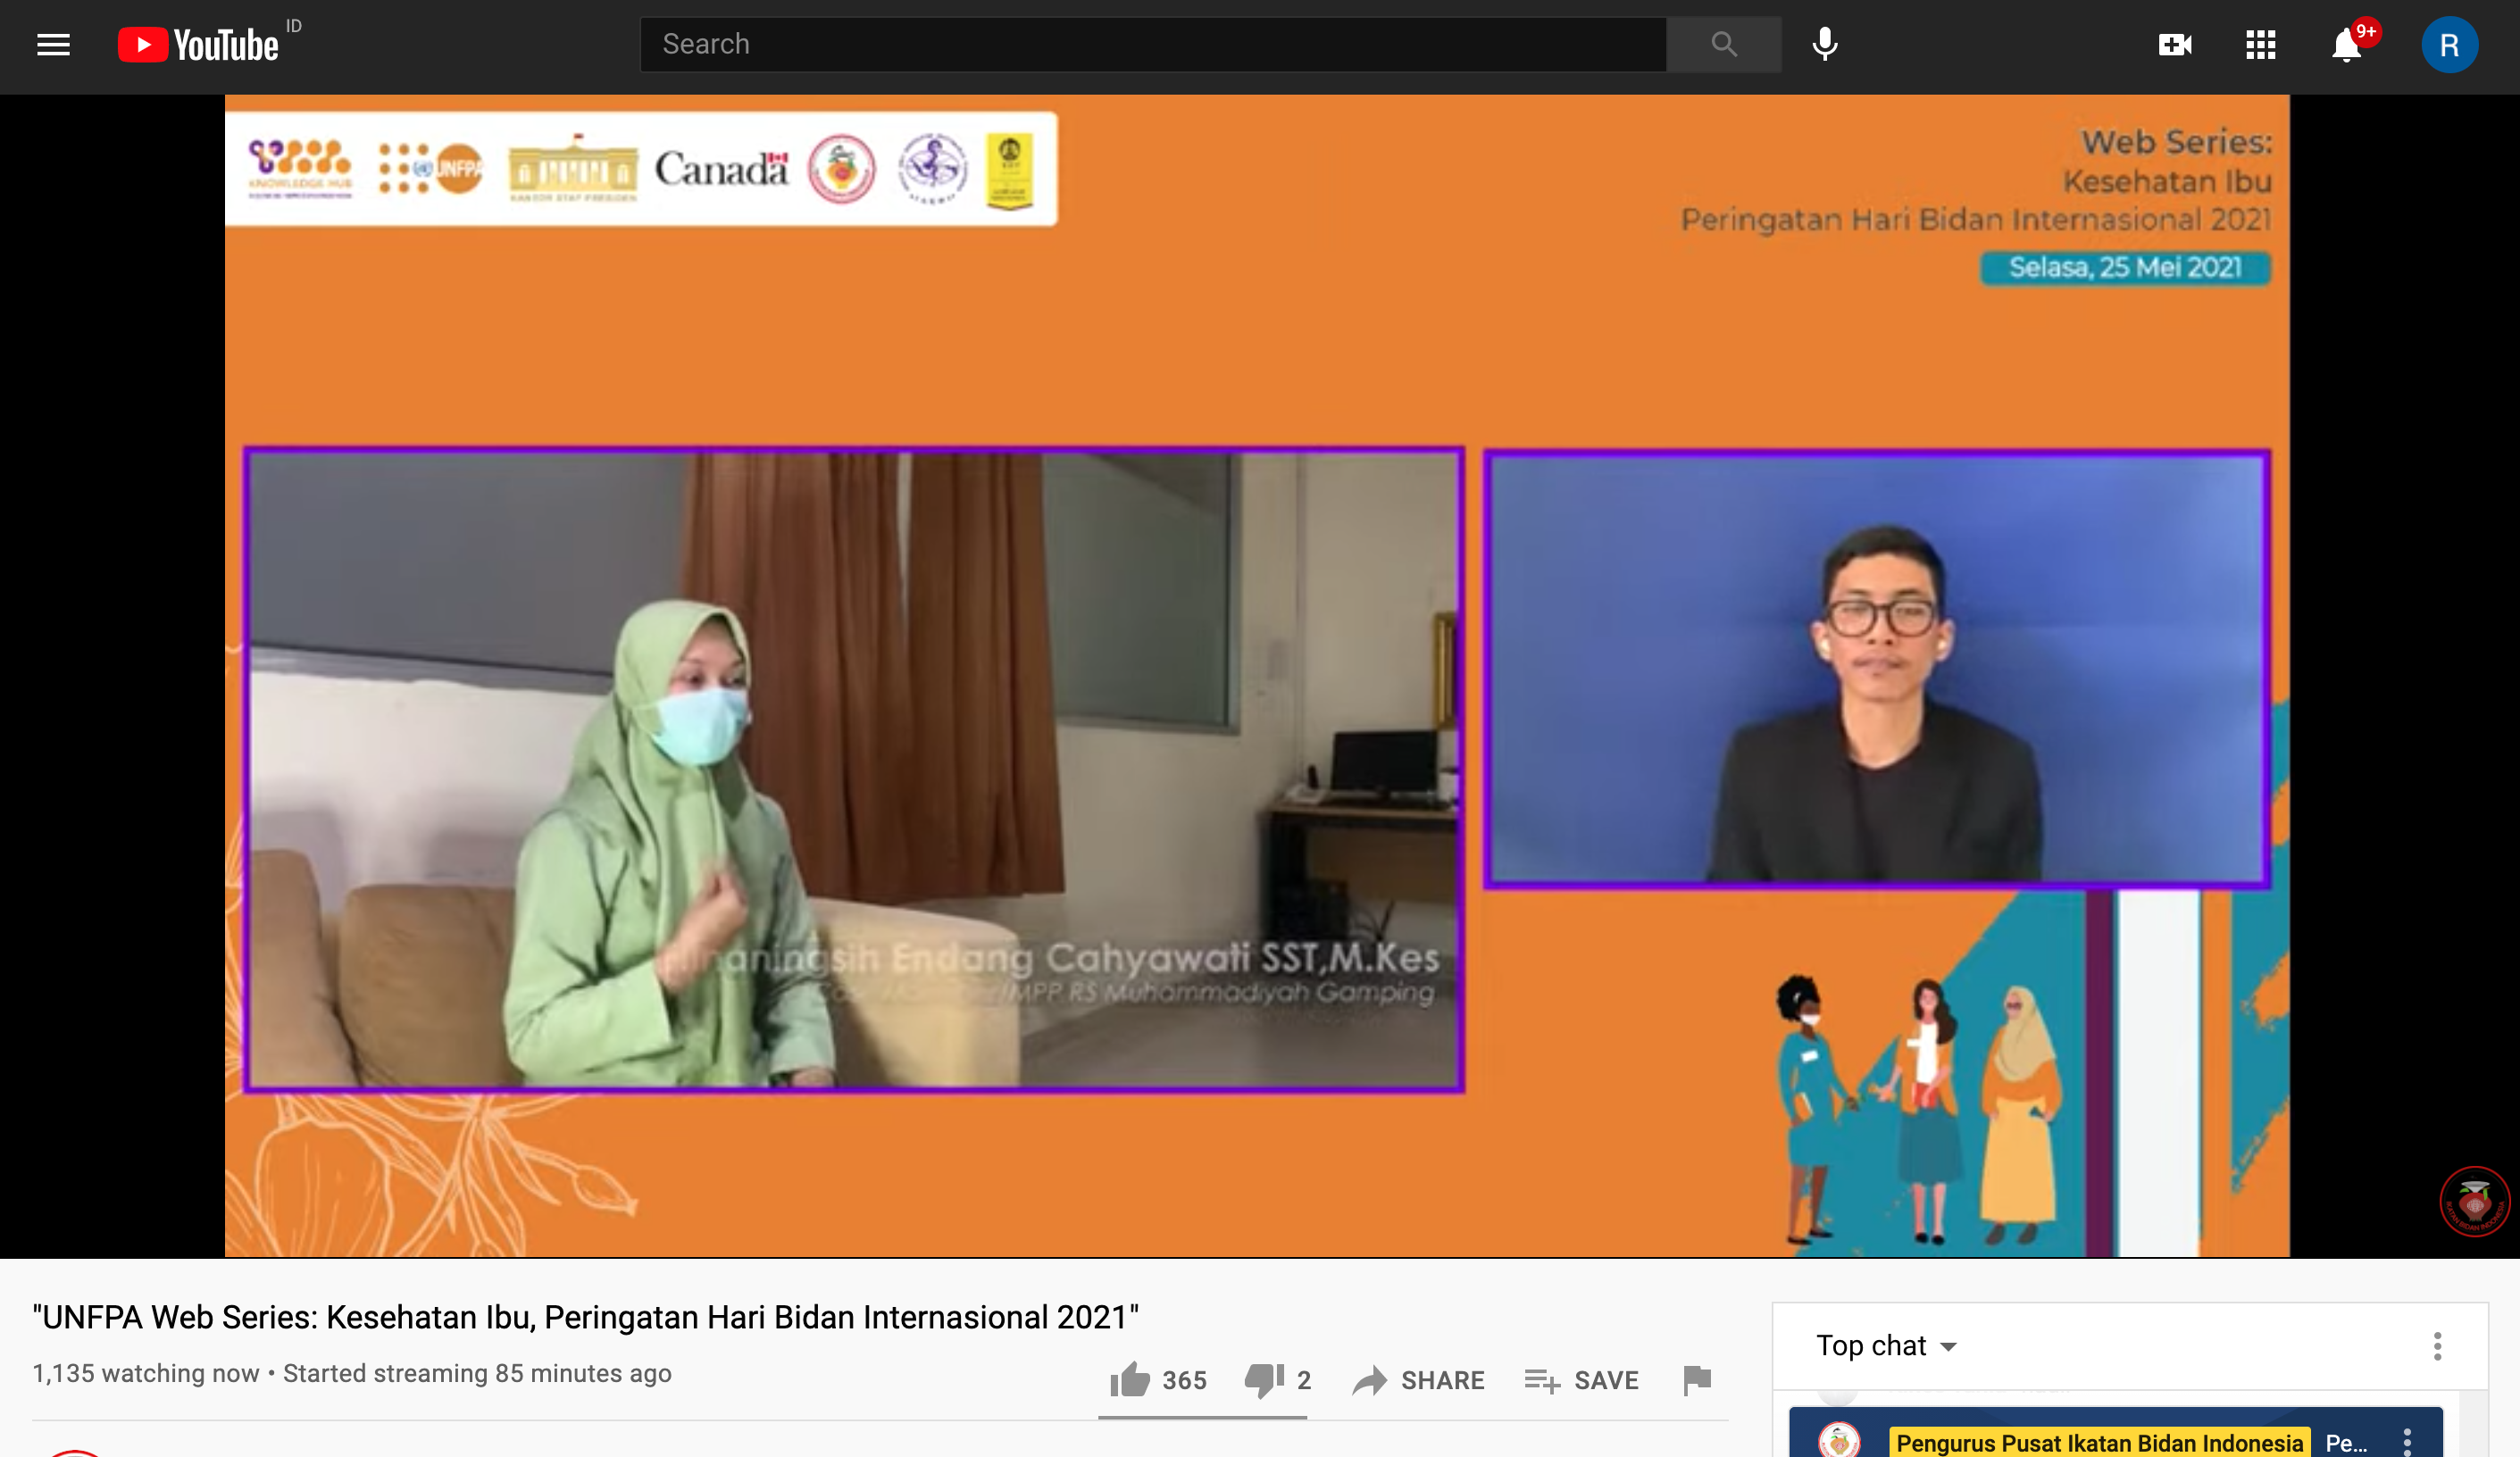 YouTube ID
Search
9+
R
KNOWLEDGE HUB
UNFPA
KANTOR STAF PRESIDEN
Canada
Web Series:
Kesehatan Ibu
Peringatan Hari Bidan Internasional 2021
Selasa, 25 Mei 2021
aningsih Endang Cahyawati SST,M.Kes
/MPP RS Muhammadiyah Gamping
IKATAN BIDAN INDONESIA
"UNFPA Web Series: Kesehatan Ibu, Peringatan Hari Bidan Internasional 2021"
1,135 watching now • Started streaming 85 minutes ago
365
2
SHARE
SAVE
Top chat
Pengurus Pusat Ikatan Bidan Indonesia Pe...